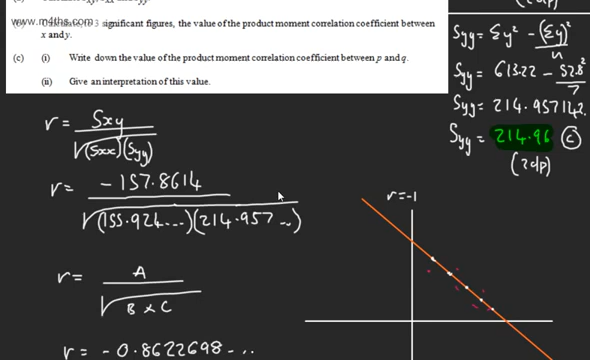 www.m4ths.com
3 significant figures, the value of the product moment correlation coefficient between
x and y.
(c) (i) Write down the value of the product moment correlation coefficient between p and q.
(ii) Give an interpretation of this value.
r = Sxy / √(Sxx)(Syy)
r = -157.8614 / √(155.924...)(214.957...)
r = A / √B × C
r = -0.8622698-...
Syy = Σy² - (Σy)² / n
Syy = 613.22 - 52.8² / 7
Syy = 214.957142.
Syy = 214.96 (C)
(2dp)
r=-1